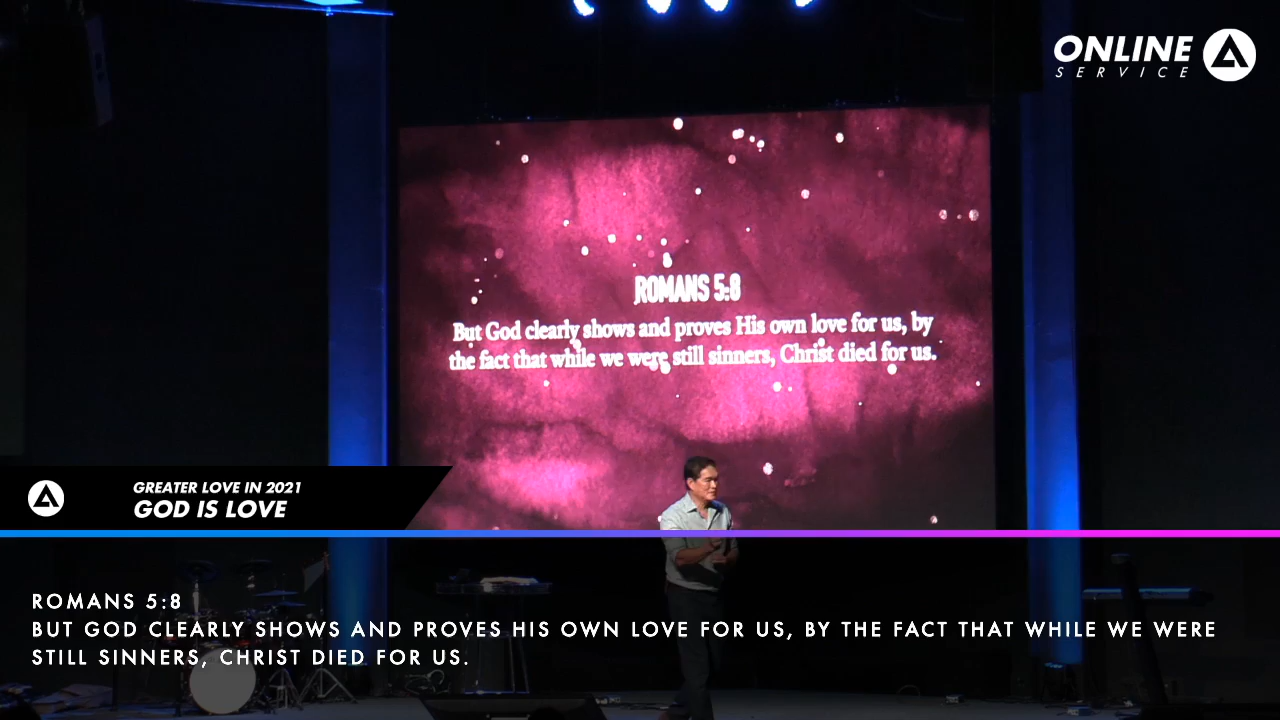 ONLINE
SERVICE
ROMANS 5:8
But God clearly shows and proves His own love for us, by
the fact that while we were still sinners, Christ died for us.
GREATER LOVE IN 2021
GOD IS LOVE
ROMANS 5:8
BUT GOD CLEARLY SHOWS AND PROVES HIS OWN LOVE FOR US, BY THE FACT THAT WHILE WE WERE
STILL SINNERS, CHRIST DIED FOR US.